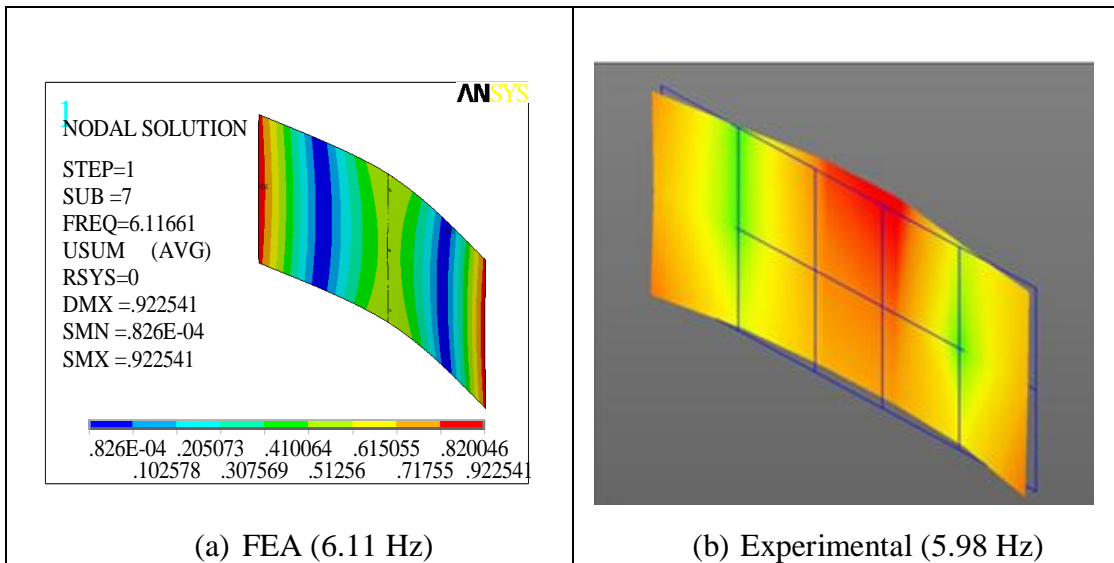 ANSYS
1
NODAL SOLUTION
STEP=1
SUB =7
FREQ=6.11661
USUM (AVG)
RSYS=0
DMX =.922541
SMN =.826E-04
SMX =.922541
.826E-04 .205073 .410064 .615055 .820046
.102578 .307569 .51256 .71755 .922541
(a) FEA (6.11 Hz)
(b) Experimental (5.98 Hz)